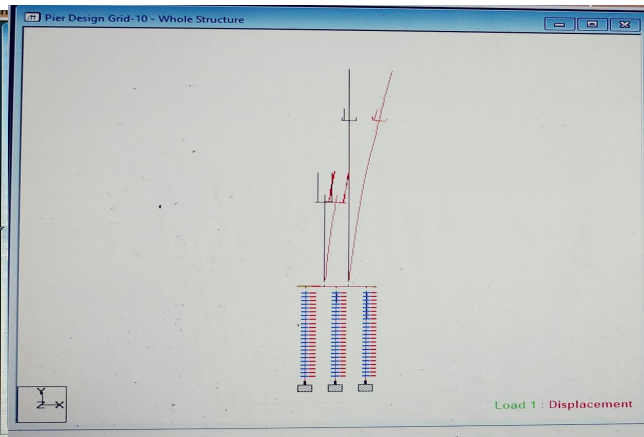 Pier Design Grid-10 - Whole Structure
Y
Z X
Load 1 : Displacement